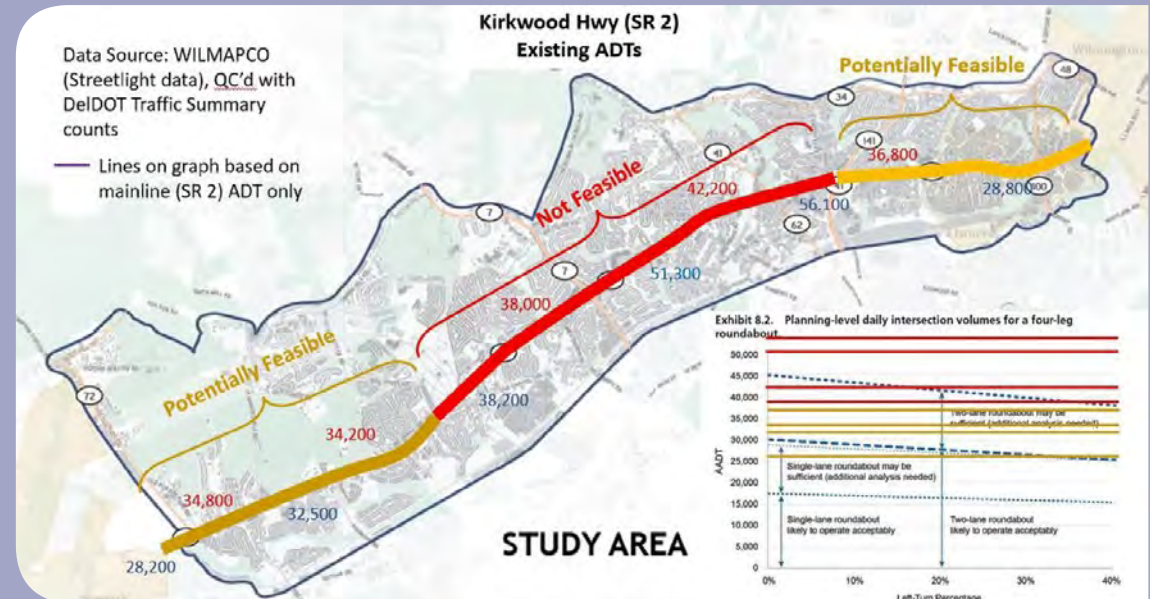 Kirkwood Hwy (SR 2)
Existing ADTs
Data Source: WILMAPCO
(Streetlight data), QC'd with
DelDOT Traffic Summary
counts
Lines on graph based on
mainline (SR 2) ADT only
Potentially Feasible
Not Feasible
Potentially Feasible
48
34
141
36,800
41
42,200
28,800
56.100
62
7
7
51,300
38,000
38,200
72
34,200
34,800
32,500
28,200
STUDY AREA
Exhibit 8.2. Planning-level daily intersection volumes for a four-leg
roundabout.
50,000
45,000
40,000
35,000
30,000
25,000
20,000
15,000
10.000
5,000
0
AADT
Two-lane roundabout may be
sufficient (additional analysis needed)
Single-lane roundabout may be
sufficient (additional analysis needed)
Single-lane roundabout
likely to operate acceptably
Two-lane roundabout
likely to operate acceptably
0%
10%
20%
30%
40%
Left-Turn Percentage